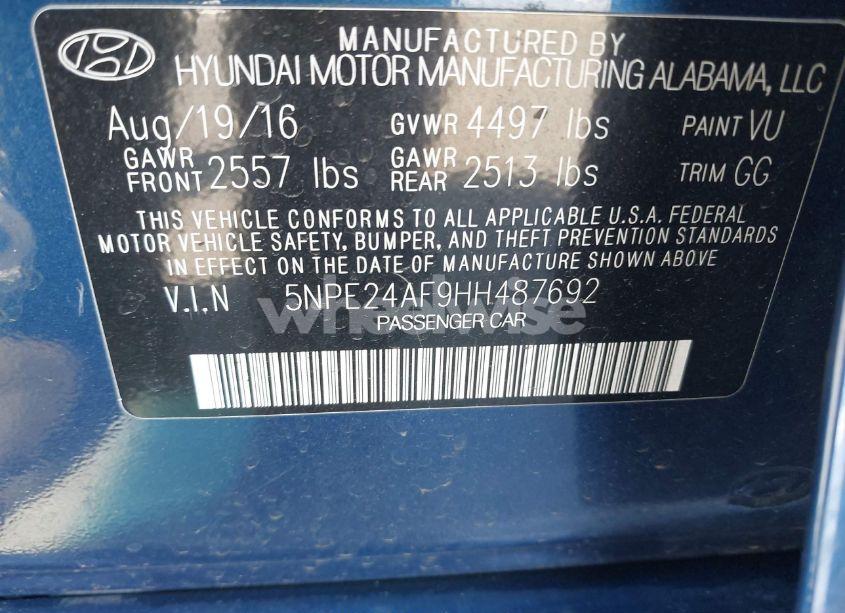 MANUFACTURED BY
HYUNDAI MOTOR MANUFACTURING ALABAMA, LLC
Aug/19/16 GVWR 4497 lbs PAINT VU
GAWR FRONT 2557 lbs GAWR REAR 2513 lbs TRIM GG
THIS VEHICLE CONFORMS TO ALL APPLICABLE U.S.A. FEDERAL
MOTOR VEHICLE SAFETY, BUMPER, AND THEFT PREVENTION STANDARDS
IN EFFECT ON THE DATE OF MANUFACTURE SHOWN ABOVE
V.I.N 5NPE24AF9HH487692
wheelwise
PASSENGER CAR